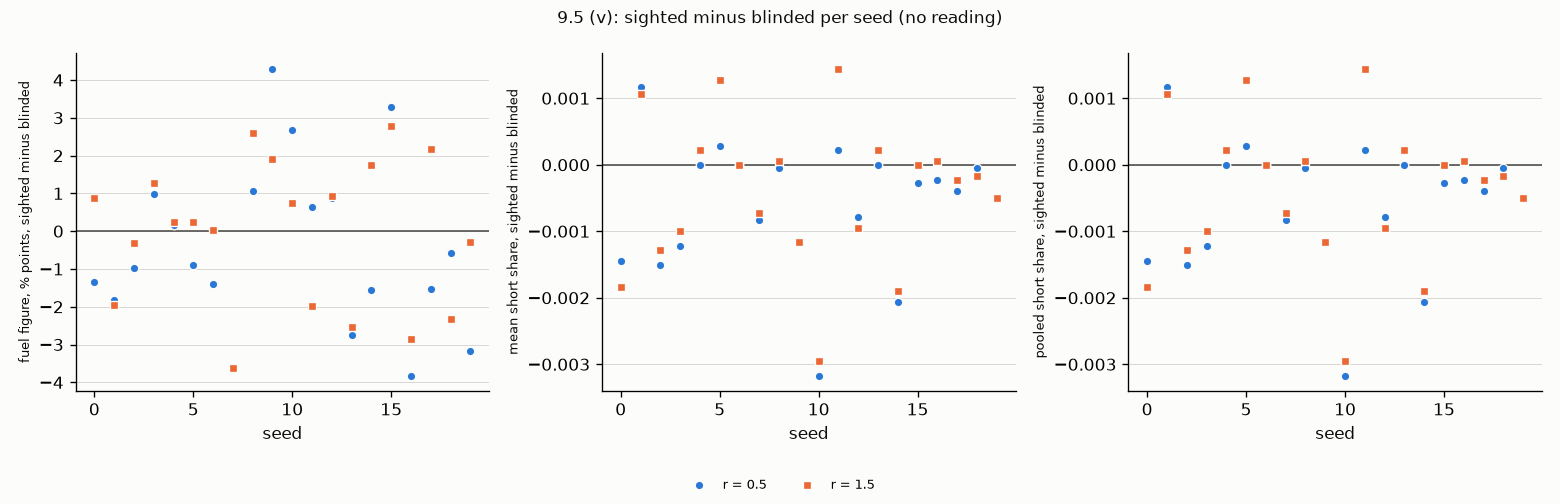 9.5 (v): sighted minus blinded per seed (no reading)
fuel figure, % points, sighted minus blinded
4
3
2
1
0
−1
−2
−3
−4
0 5 10 15
seed
mean short share, sighted minus blinded
0.001
0.000
−0.001
−0.002
−0.003
0 5 10 15
seed
pooled short share, sighted minus blinded
0.001
0.000
−0.001
−0.002
−0.003
0 5 10 15
seed
r = 0.5 r = 1.5